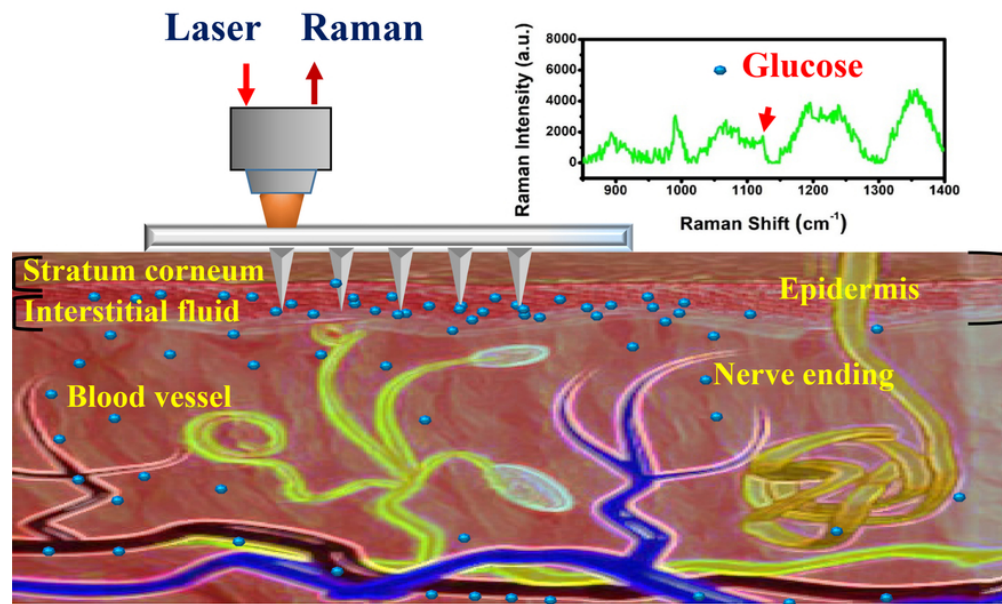 Laser Raman
Glucose
Raman Intensity (a.u.)
8000
6000
4000
2000
0
900 1000 1100 1200 1300 1400
Raman Shift (cm⁻¹)
Stratum corneum
Interstitial fluid
Epidermis
Blood vessel
Nerve ending